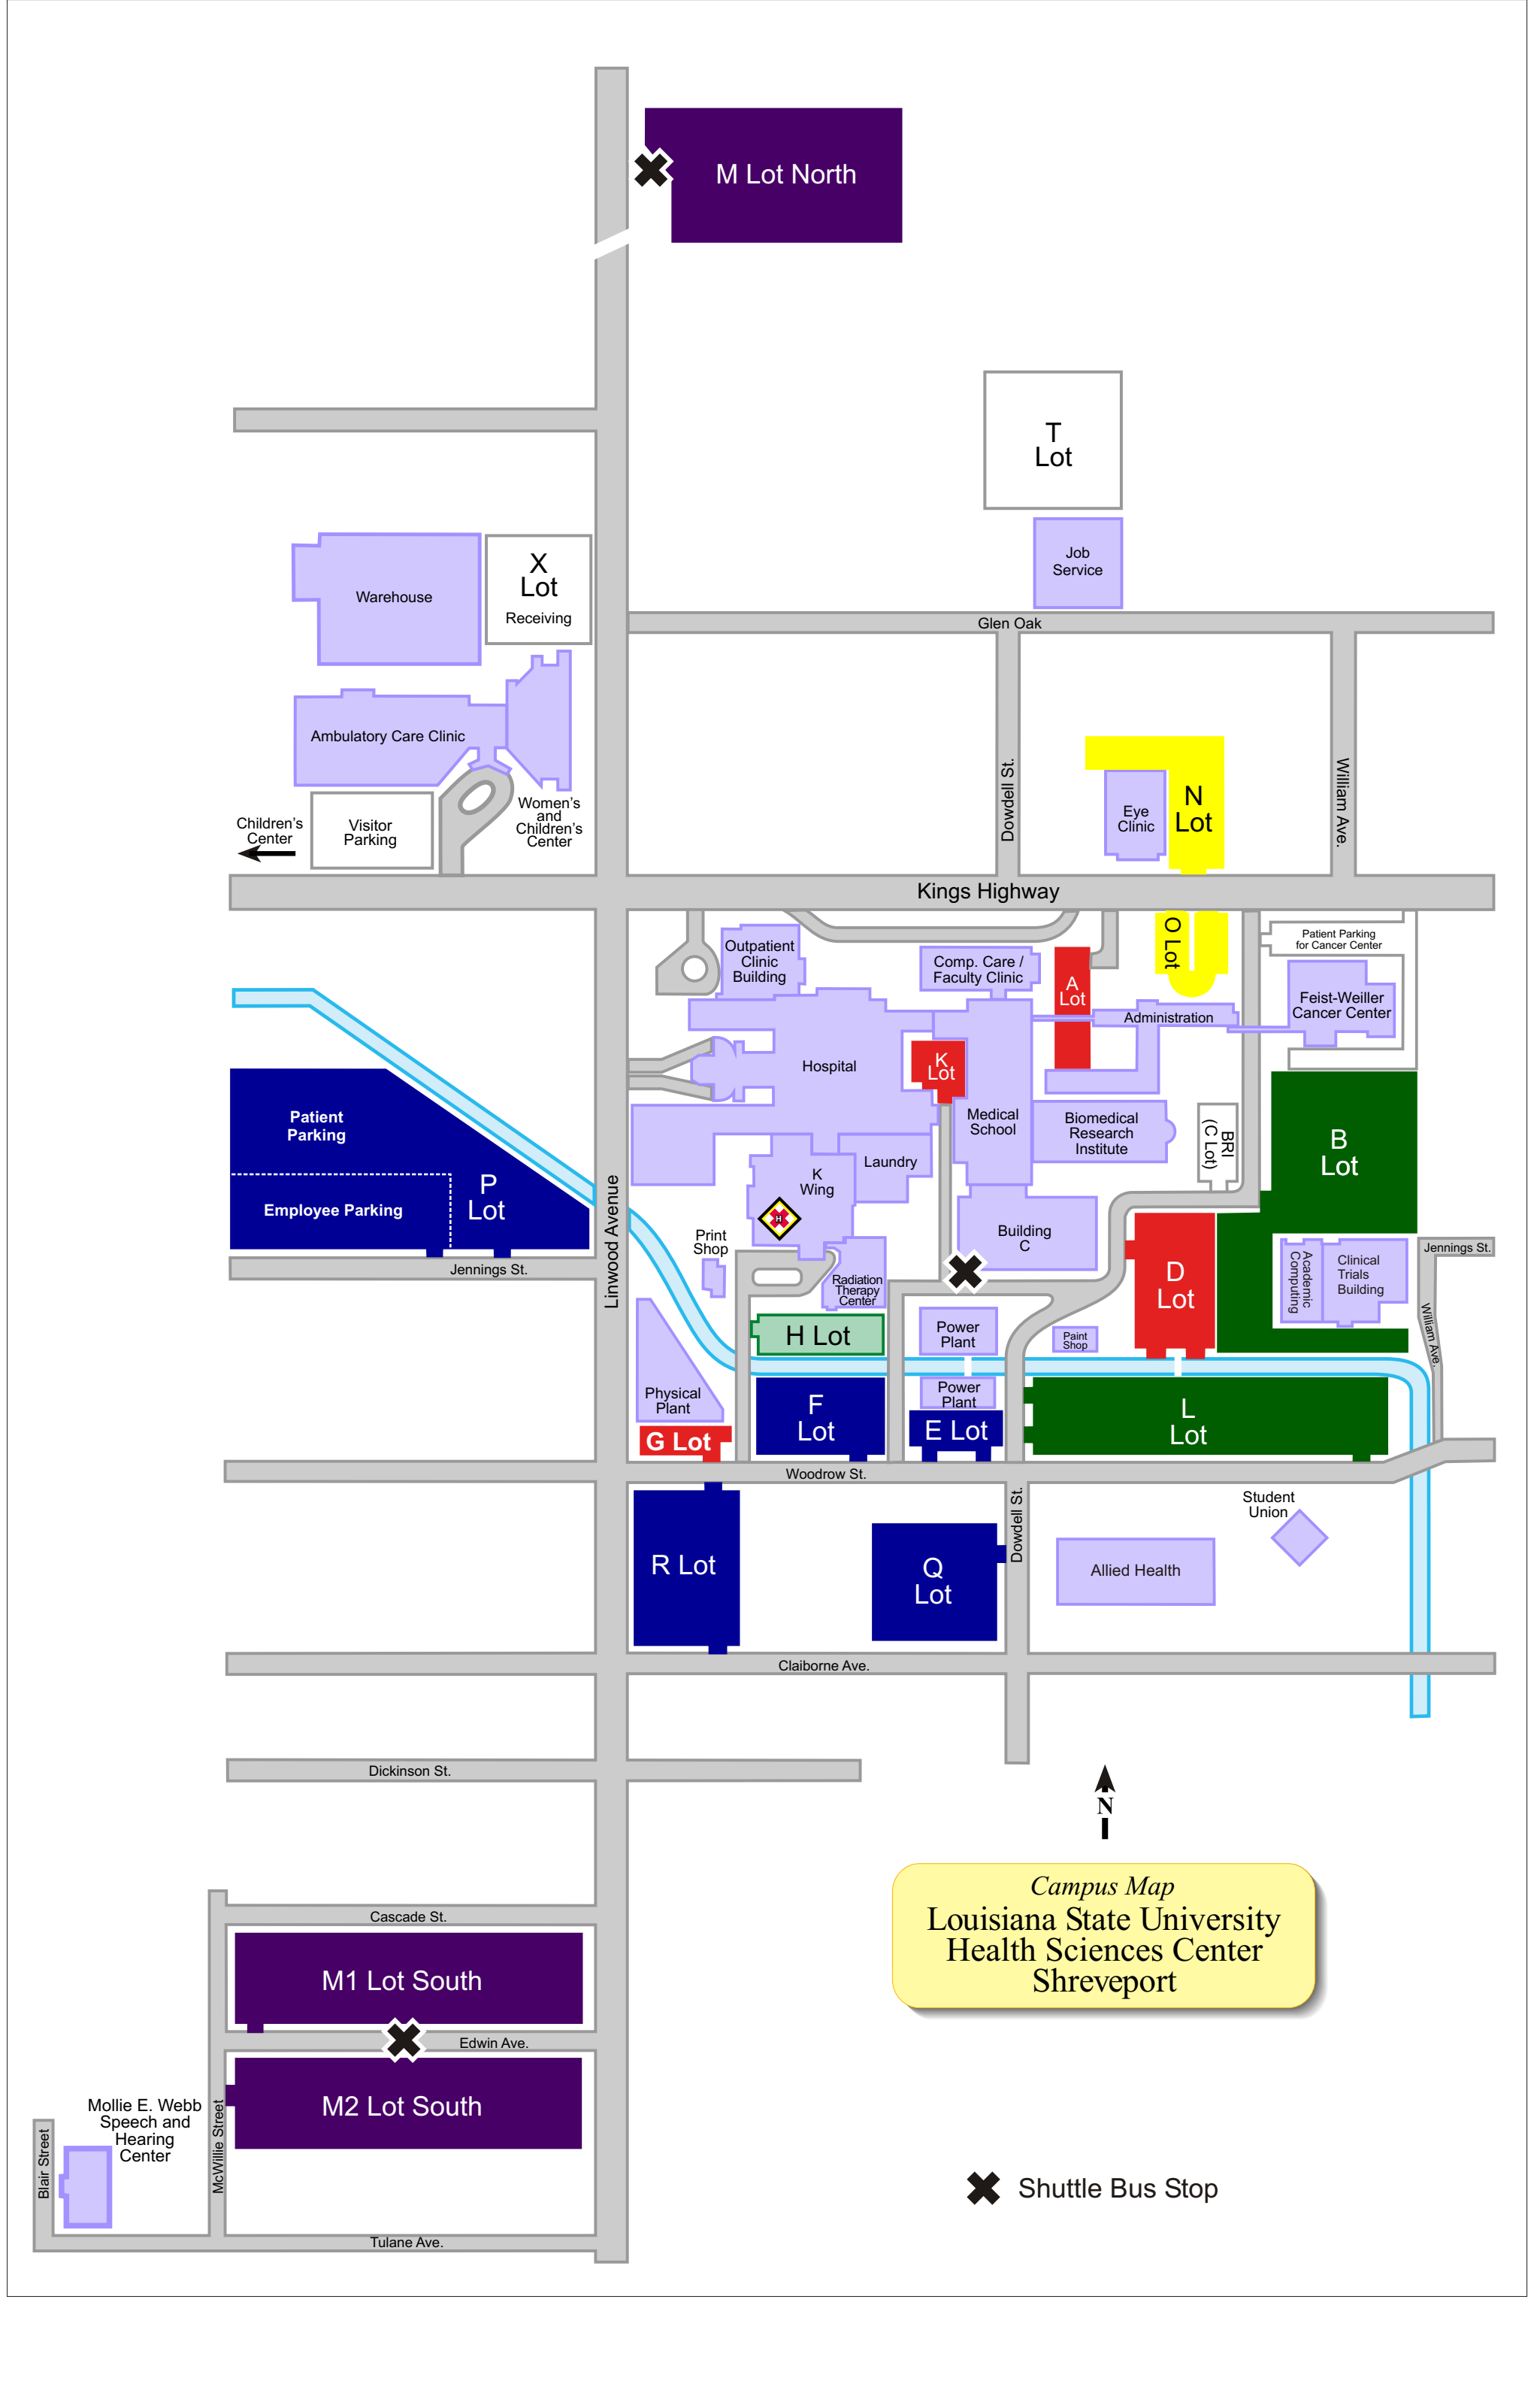 M Lot North
T
Lot
Job
Service
X
Lot
Receiving
Warehouse
Glen Oak
Ambulatory Care Clinic
Women's
and
Children's
Center
Visitor
Parking
Children's
Center
Dowdell St.
William Ave.
Eye
Clinic
N
Lot
Kings Highway
Outpatient
Clinic
Building
Comp. Care /
Faculty Clinic
A
Lot
O Lot
Patient Parking
for Cancer Center
Feist-Weiller
Cancer Center
Administration
Hospital
K
Lot
Medical
School
Biomedical
Research
Institute
BRI
(C Lot)
B
Lot
Patient
Parking
Employee Parking
P
Lot
Jennings St.
Linwood Avenue
Laundry
K
Wing
H
Print
Shop
Radiation
Therapy
Center
Building
C
D
Lot
Academic
Computing
Clinical
Trials
Building
Jennings St.
William Ave.
H Lot
Power
Plant
Paint
Shop
Physical
Plant
G Lot
F
Lot
Power
Plant
E Lot
L
Lot
Woodrow St.
R Lot
Q
Lot
Dowdell St.
Allied Health
Student
Union
Claiborne Ave.
Dickinson St.
N
Campus Map
Louisiana State University
Health Sciences Center
Shreveport
Cascade St.
M1 Lot South
Edwin Ave.
M2 Lot South
Mollie E. Webb
Speech and
Hearing
Center
Blair Street
McWillie Street
Tulane Ave.
Shuttle Bus Stop